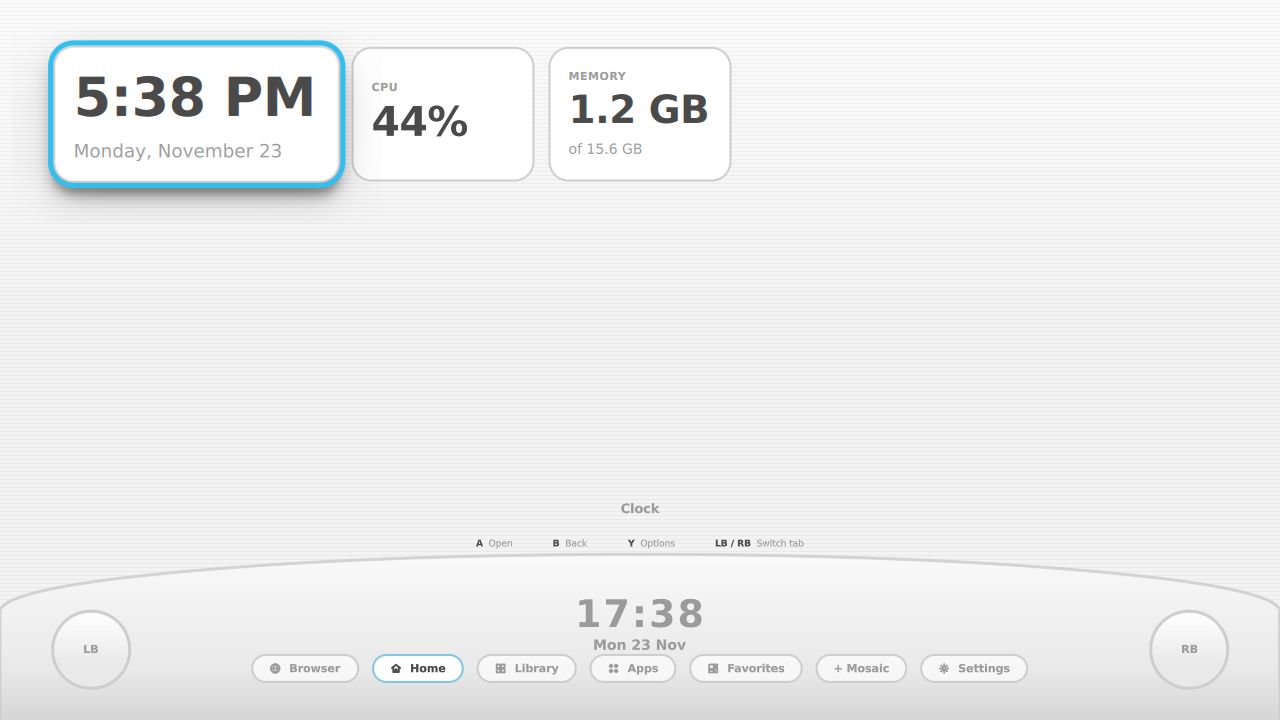 5:38 PM
Monday, November 23
CPU
44%
MEMORY
1.2 GB
of 15.6 GB
Clock
A Open B Back Y Options LB / RB Switch tab
17:38
Mon 23 Nov
LB
RB
Browser Home Library Apps Favorites + Mosaic Settings